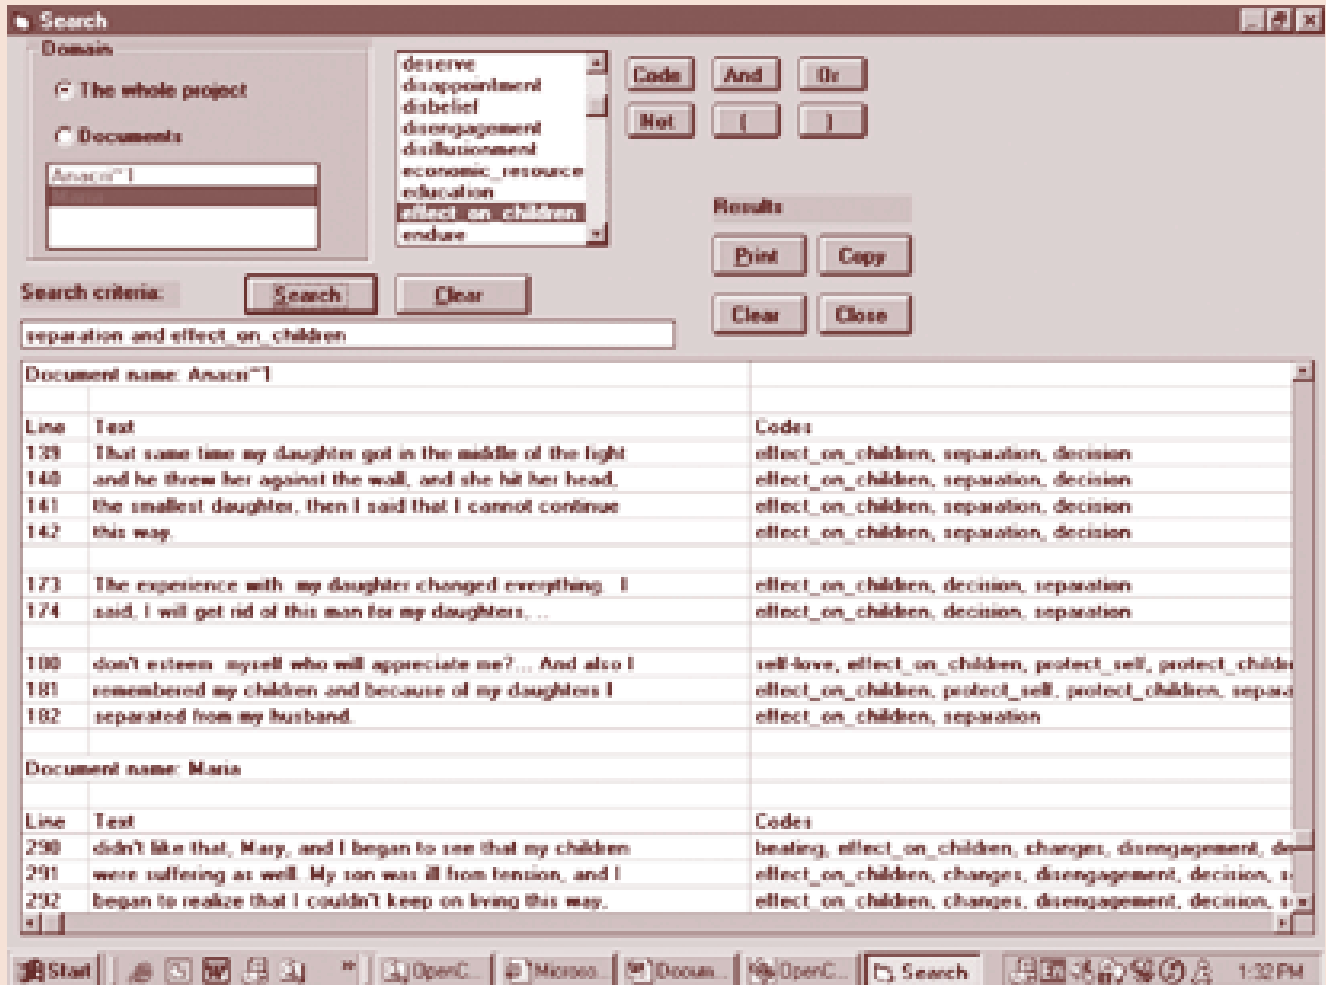 Search
Domain
The whole project
Documents
Anacri~1
Maria
deserve
disappointment
disbelief
disengagement
disillusionment
economic_resource
education
effect_on_children
endure
Code And Or
Not ( )
Results
Print Copy
Clear Close
Search criteria: Search Clear
separation and effect_on_children
Document name: Anacri~1
Line Text Codes
139 That same time my daughter got in the middle of the fight effect_on_children, separation, decision
140 and he threw her against the wall, and she hit her head, effect_on_children, separation, decision
141 the smallest daughter, then I said that I cannot continue effect_on_children, separation, decision
142 this way. effect_on_children, separation, decision
173 The experience with my daughter changed everything. I effect_on_children, decision, separation
174 said, I will get rid of this man for my daughters, ... effect_on_children, decision, separation
180 don't esteem myself who will appreciate me?... And also I self-love, effect_on_children, protect_self, protect_childre
181 remembered my children and because of my daughters I effect_on_children, protect_self, protect_children, separa
182 separated from my husband. effect_on_children, separation
Document name: Maria
Line Text Codes
290 didn't like that, Mary, and I began to see that my children beating, effect_on_children, changes, disengagement, de
291 were suffering as well. My son was ill from tension, and I effect_on_children, changes, disengagement, decision, s
292 began to realize that I couldn't keep on living this way, effect_on_children, changes, disengagement, decision, s
Start OpenC... Microso... Docum... OpenC... Search En 1:32 PM